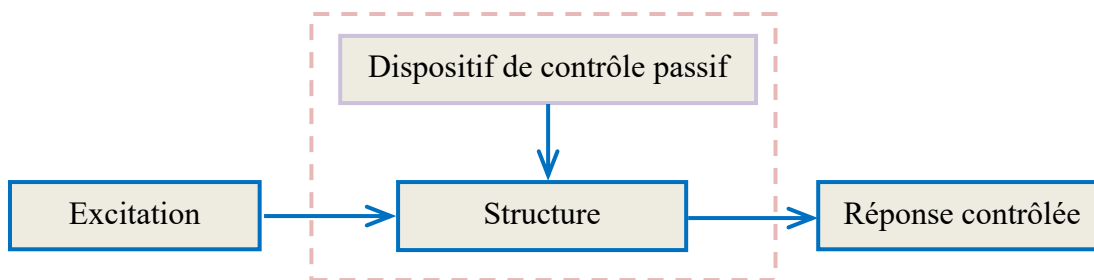 Dispositif de contrôle passif
Excitation
Structure
Réponse contrôlée